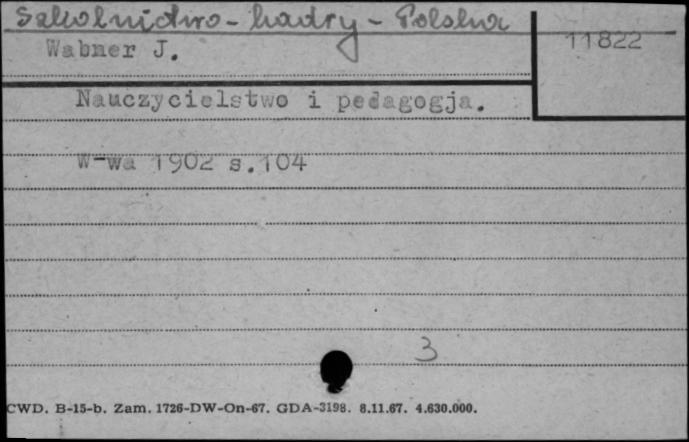 Szkolnictwo - kadry - Polska
Wabner J.
11822
Nauczycielstwo i pedagogja.
W-wa 1902 s.104
3
CWD. B-15-b. Zam. 1726-DW-On-67. GDA-3198. 8.11.67. 4.630.000.